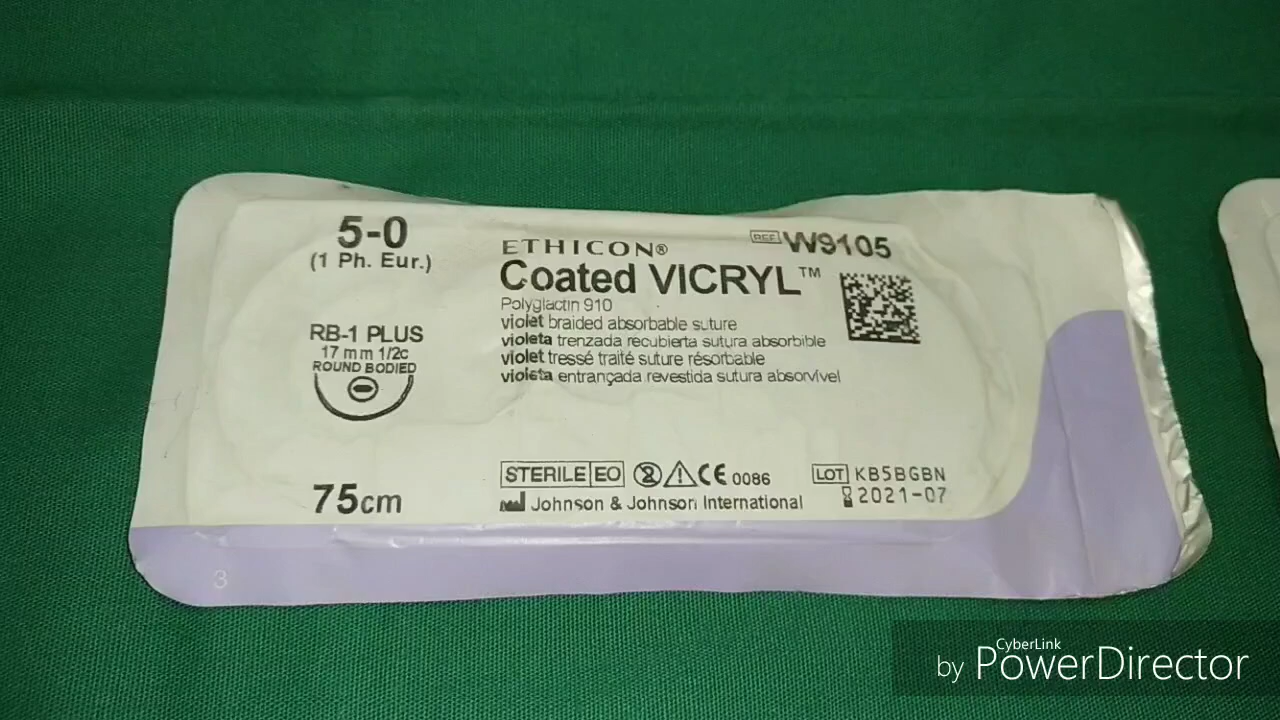 5-0
(1 Ph. Eur.)
RB-1 PLUS
17 mm 1/2c
ROUND BODIED
75cm
ETHICON®
Coated VICRYL™
Polyglactin 910
violet braided absorbable suture
violeta trenzada recubierta sutura absorbible
violet tressé traité suture résorbable
violeta entrançada revestida sutura absorvível
REF W9105
STERILE EO 2 CE 0086
Johnson & Johnson International
LOT KB5BGBN
2021-07
3
CyberLink
by PowerDirector